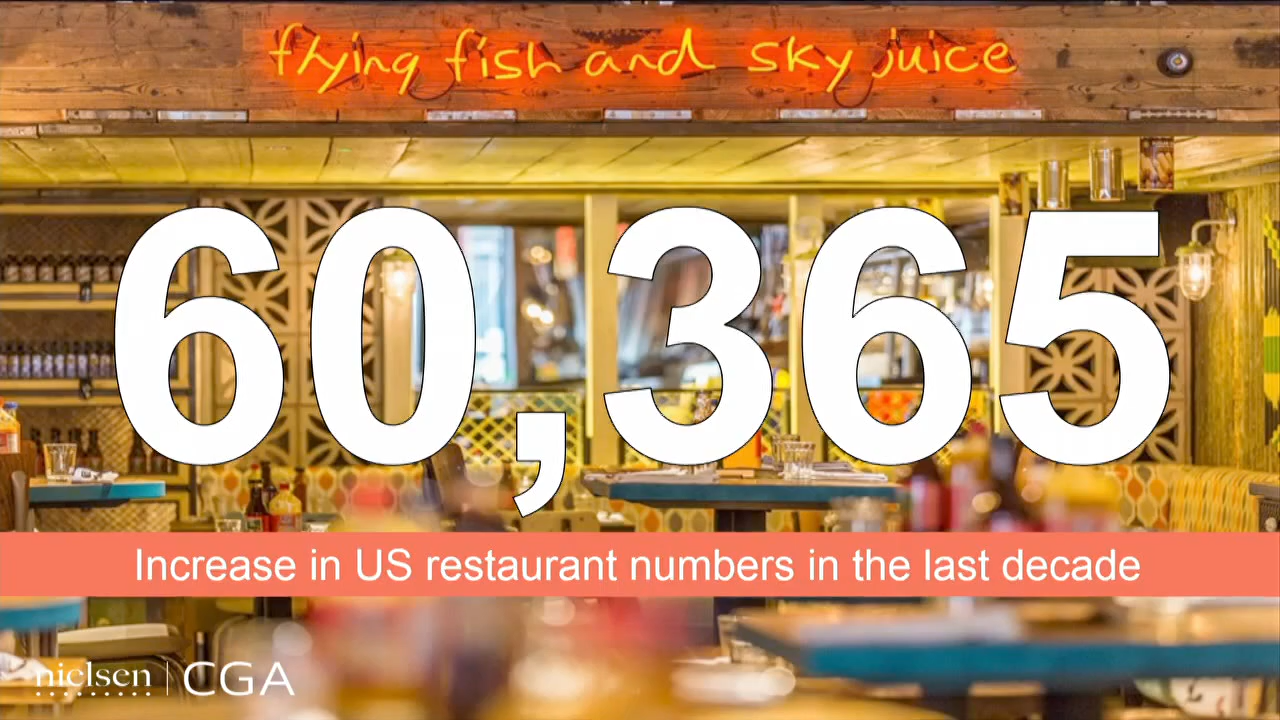 flying fish and sky juice
60,365
Increase in US restaurant numbers in the last decade
nielsen CGA